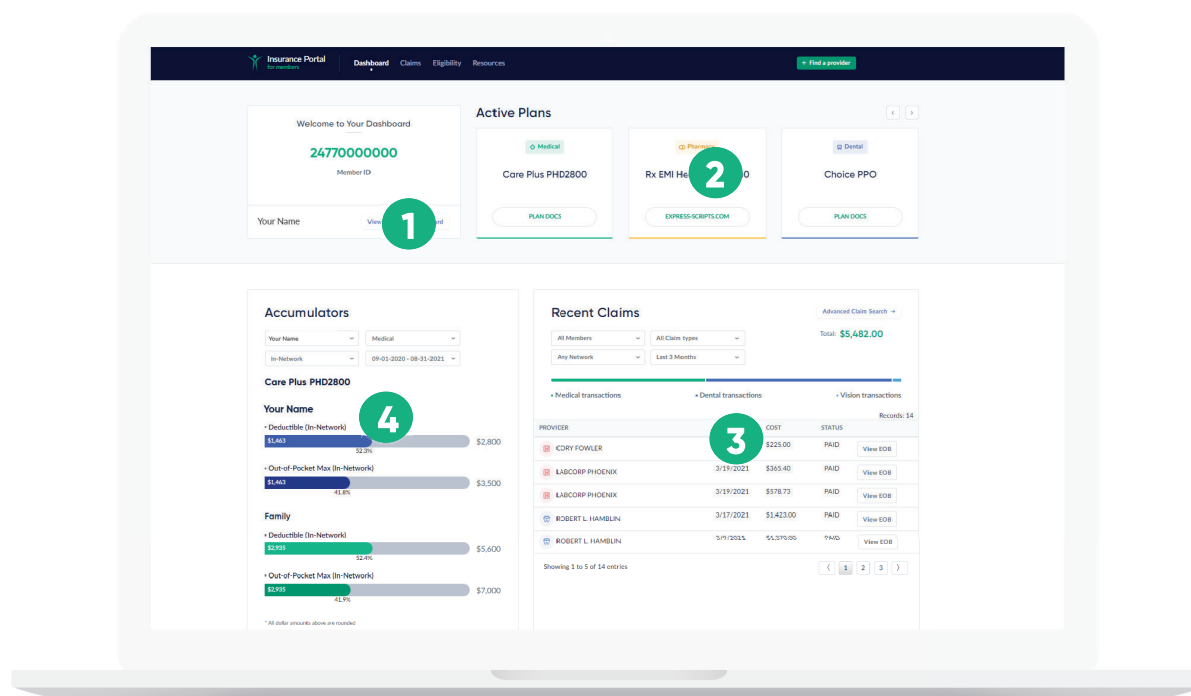 Insurance Portal
for members
Dashboard Claims Eligibility Resources
+ Find a provider
Welcome to Your Dashboard
24770000000
Member ID
Your Name
1
Active Plans
Medical
Care Plus PHD2800
PLAN DOCS
2
EXPRESS-SCRIPTS.COM
Dental
Choice PPO
PLAN DOCS
Accumulators
Your Name Medical
In-Network 09-01-2020 - 08-31-2021
Care Plus PHD2800
Your Name
4
• Deductible (In-Network)
$1,463 $2,800
52.3%
• Out-of-Pocket Max (In-Network)
$1,463 $3,500
41.8%
Family
• Deductible (In-Network)
$2,935 $5,600
52.4%
• Out-of-Pocket Max (In-Network)
$2,935 $7,000
41.9%
* All dollar amounts above are rounded
Recent Claims
Advanced Claim Search →
All Members All Claim types
Total: $5,482.00
Any Network Last 3 Months
• Medical transactions • Dental transactions • Vision transactions
Records: 14
PROVIDER COST STATUS
3
CORY FOWLER $225.00 PAID View EOB
LABCORP PHOENIX 3/19/2021 $365.40 PAID View EOB
LABCORP PHOENIX 3/19/2021 $578.73 PAID View EOB
ROBERT L. HAMBLIN 3/17/2021 $1,423.00 PAID View EOB
ROBERT L. HAMBLIN PAID View EOB
Showing 1 to 5 of 14 entries
1 2 3